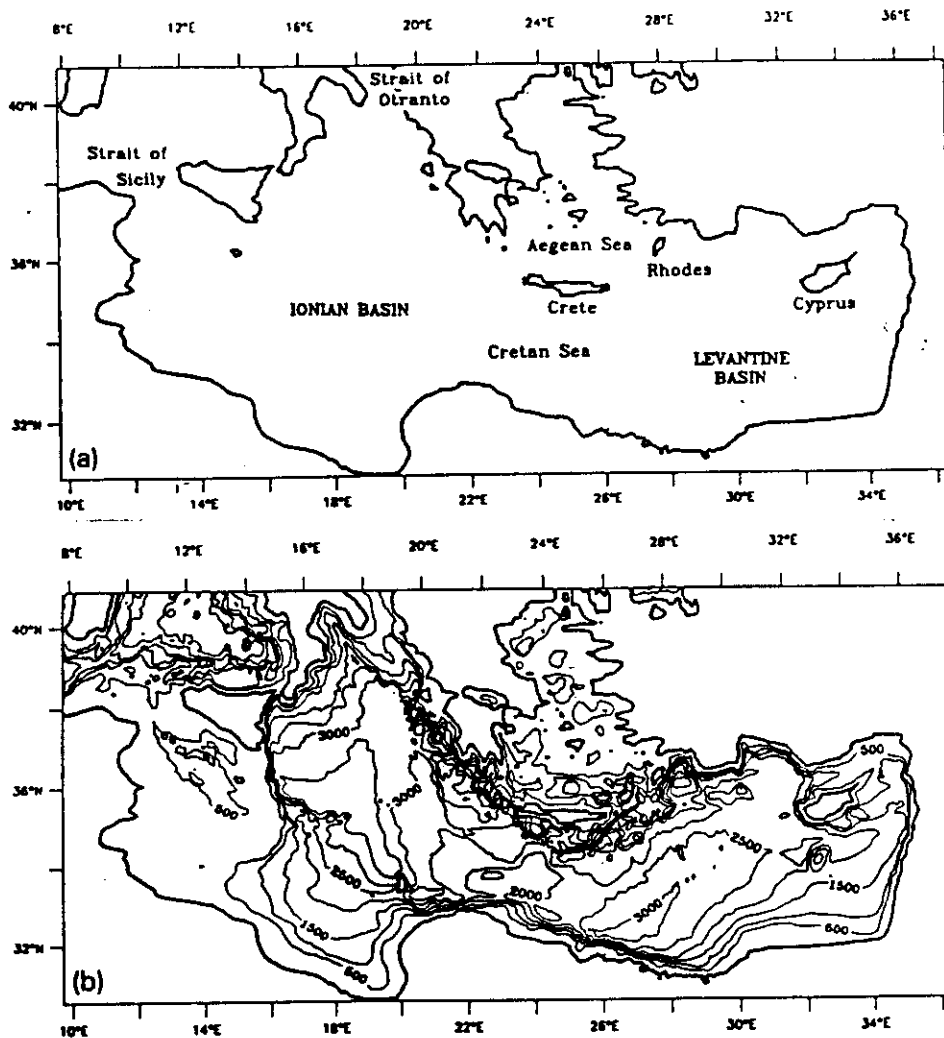 8°E 12°E 16°E 20°E 24°E 28°E 32°E 36°E
40°N
Strait of
Otranto
Strait of
Sicily
Aegean Sea
36°N
Rhodes
IONIAN BASIN
Crete
Cyprus
Cretan Sea
LEVANTINE
BASIN
32°N
(a)
10°E 14°E 18°E 22°E 26°E 30°E 34°E
8°E 12°E 16°E 20°E 24°E 28°E 32°E 36°E
40°N
3000
500
36°N
3000
500
2500
2500
2000
1500
3000
1500
500
32°N
500
(b)
10°E 14°E 18°E 22°E 26°E 30°E 34°E